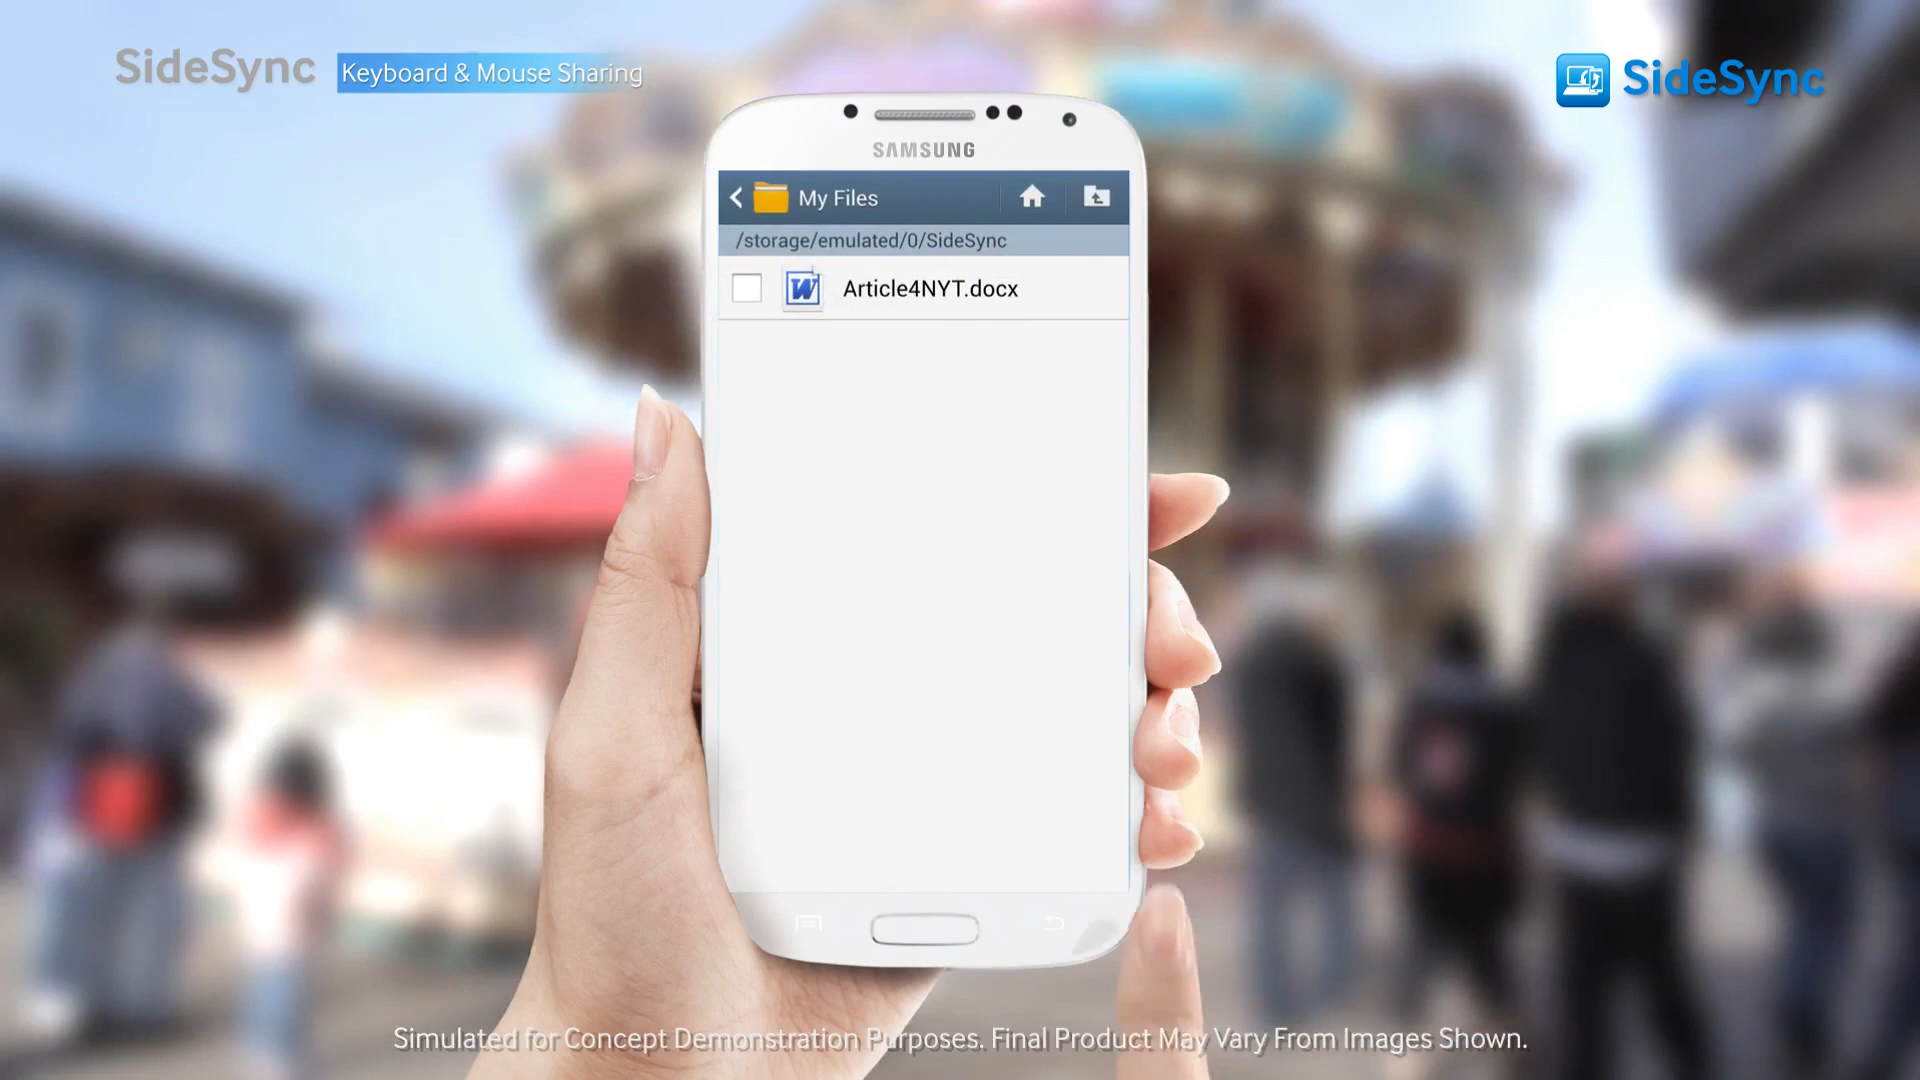 SideSync Keyboard & Mouse Sharing
SideSync
SAMSUNG
My Files
/storage/emulated/0/SideSync
W Article4NYT.docx
Simulated for Concept Demonstration Purposes. Final Product May Vary From Images Shown.